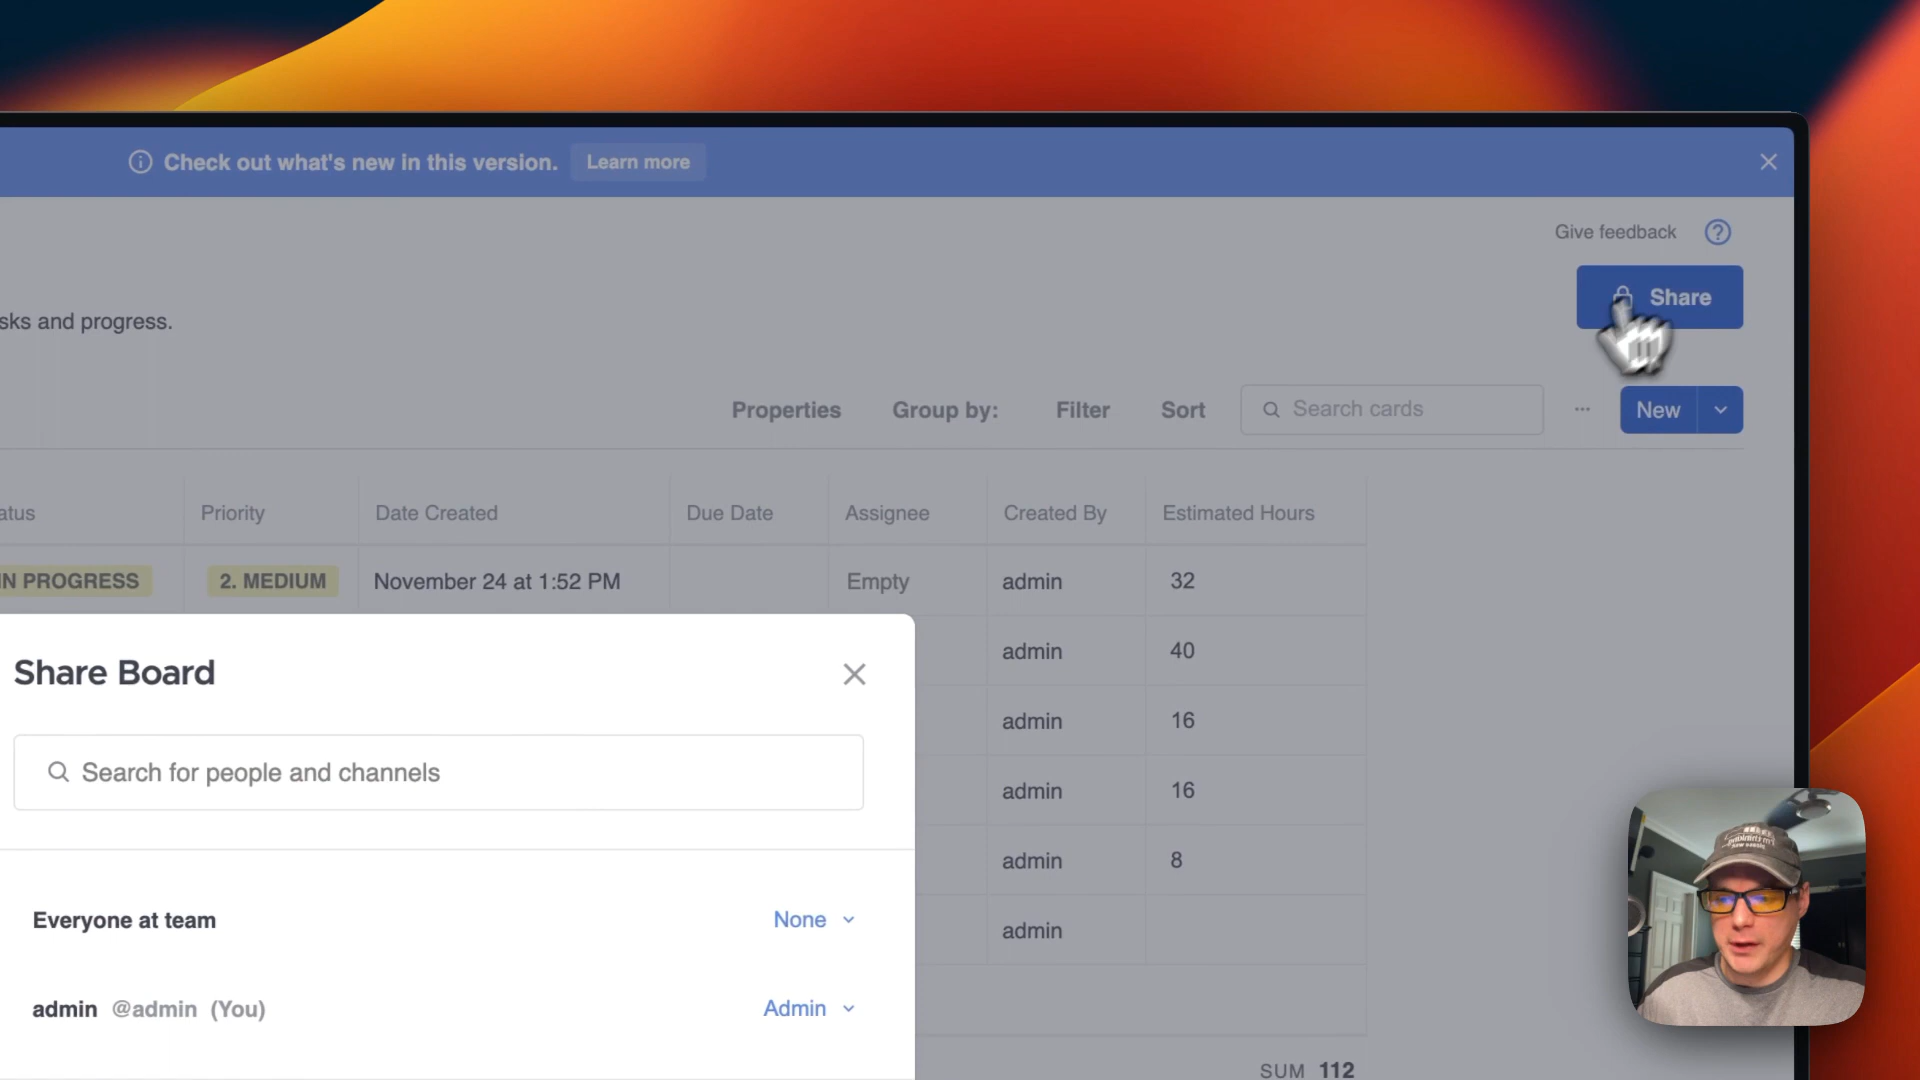 Check out what's new in this version. Learn more
Give feedback
Share
sks and progress.
Properties Group by: Filter Sort Search cards New
atus Priority Date Created Due Date Assignee Created By Estimated Hours
IN PROGRESS 2. MEDIUM November 24 at 1:52 PM Empty admin 32
admin 40
admin 16
admin 16
admin 8
admin
SUM 112
Share Board
Search for people and channels
Everyone at team None
admin @admin (You) Admin